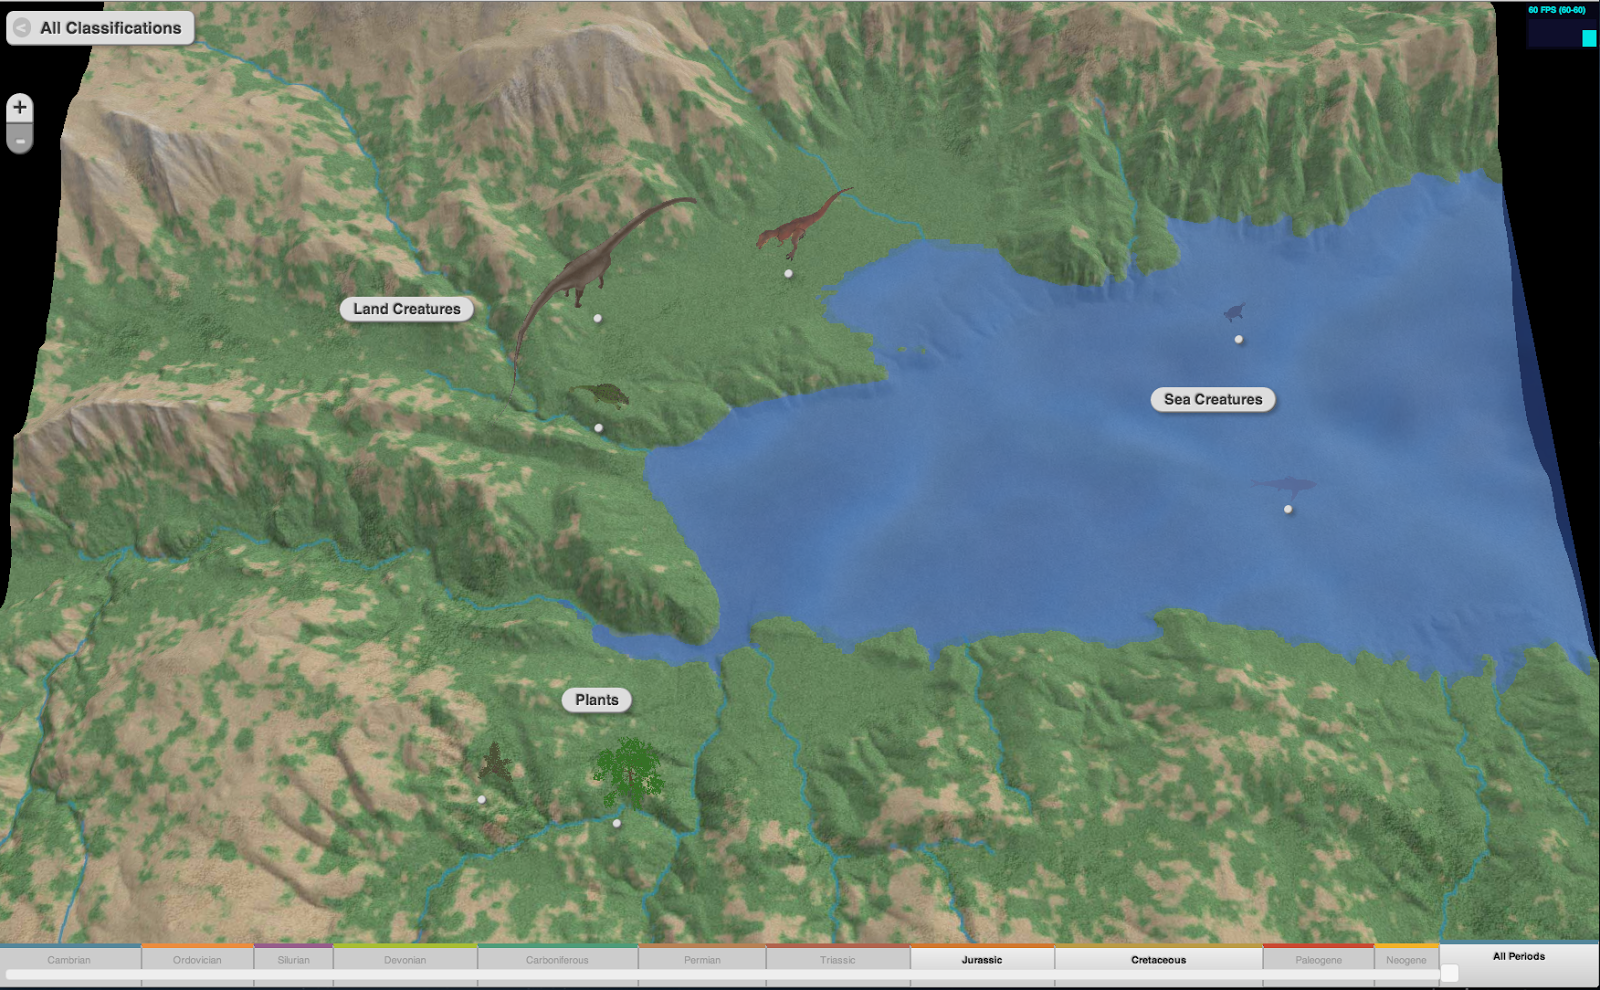 < All Classifications
60 FPS (60-60)
+
-
Land Creatures
Sea Creatures
Plants
Cambrian
Ordovician
Silurian
Devonian
Carboniferous
Permian
Triassic
Jurassic
Cretaceous
Paleogene
Neogene
All Periods